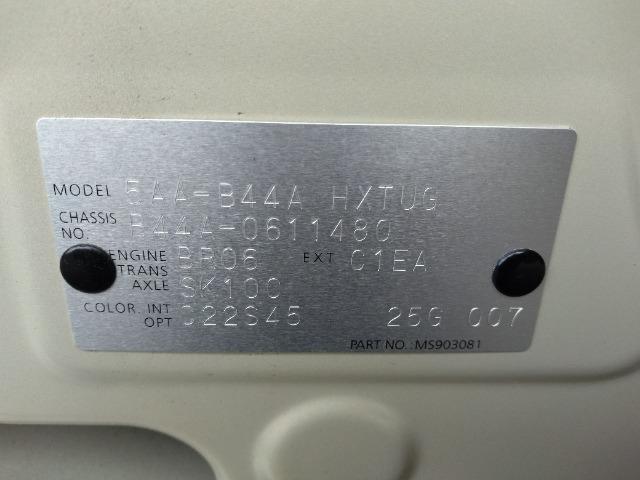 MODEL 5AA-B44A HXTUG
CHASSIS NO. B44A-0611480
ENGINE BR06 EXT C1EA
TRANS AXLE SK100
COLOR. INT OPT C22S45 25G 007
PART NO.:MS903081